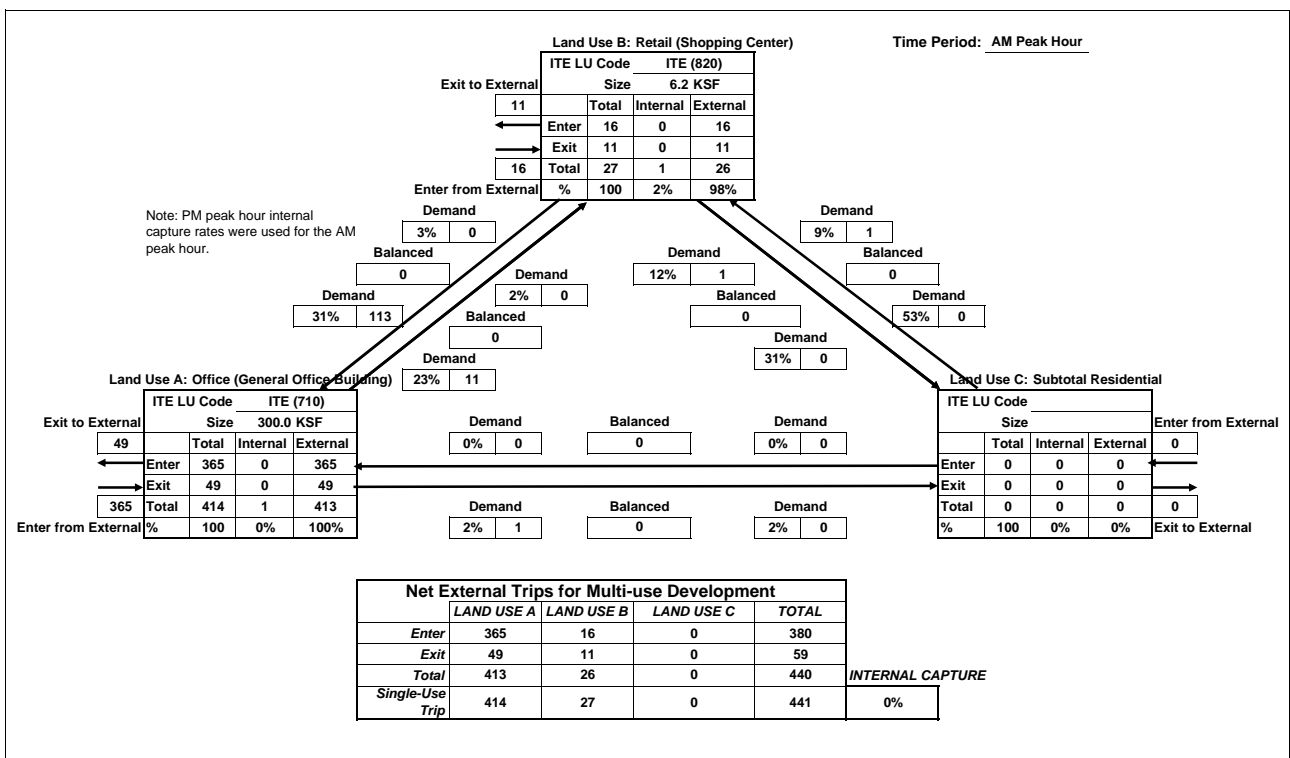 Land Use B: Retail (Shopping Center)
Time Period: AM Peak Hour
ITE LU Code ITE (820)
Exit to External Size 6.2 KSF
11 Total Internal External
Enter 16 0 16
Exit 11 0 11
16 Total 27 1 26
Enter from External % 100 2% 98%
Note: PM peak hour internal
capture rates were used for the AM
peak hour.
Demand
3% 0
Balanced
0
Demand
31% 113
Demand
2% 0
Balanced
0
Demand
23% 11
Demand
12% 1
Balanced
0
Demand
31% 0
Demand
9% 1
Balanced
0
Demand
53% 0
Land Use A: Office (General Office Building)
ITE LU Code ITE (710)
Exit to External Size 300.0 KSF
49 Total Internal External
Enter 365 0 365
Exit 49 0 49
365 Total 414 1 413
Enter from External % 100 0% 100%
Demand Balanced Demand
0% 0 0 0% 0
Demand Balanced Demand
2% 1 0 2% 0
Land Use C: Subtotal Residential
ITE LU Code
Size Enter from External
Total Internal External 0
Enter 0 0 0
Exit 0 0 0
Total 0 0 0 0
% 100 0% 0% Exit to External
Net External Trips for Multi-use Development
LAND USE A LAND USE B LAND USE C TOTAL
Enter 365 16 0 380
Exit 49 11 0 59
Total 413 26 0 440 INTERNAL CAPTURE
Single-Use
Trip 414 27 0 441 0%